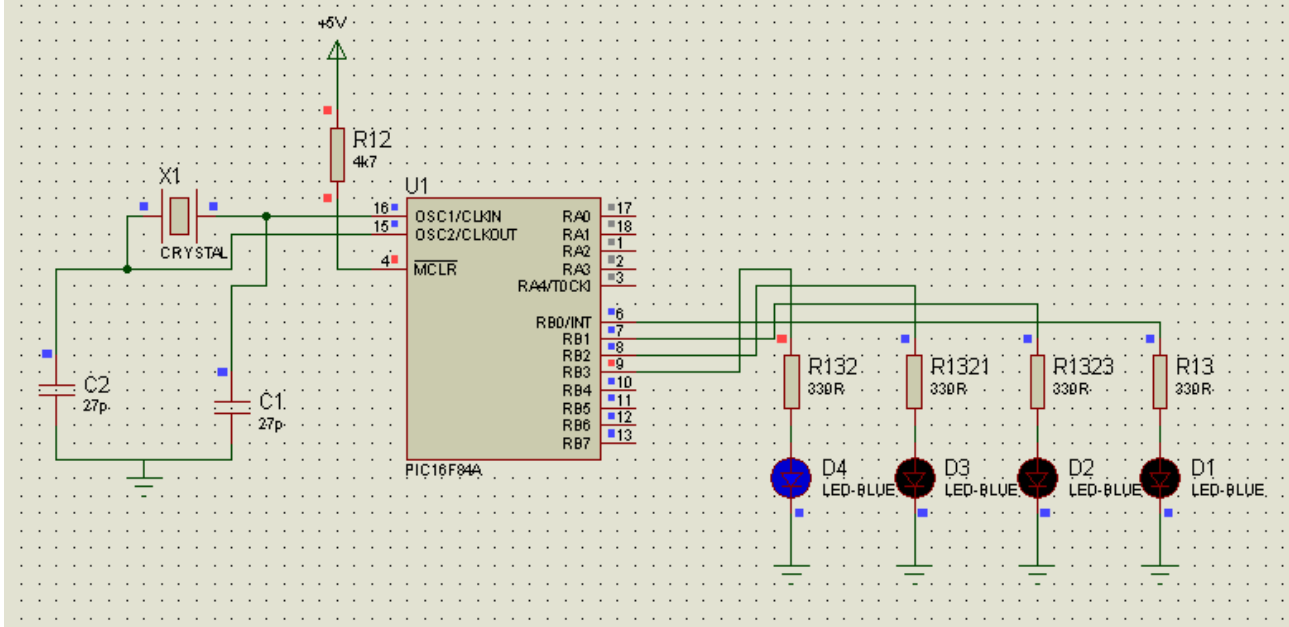 +5V
R12
4k7
X1
CRYSTAL
U1
16
15
4
OSC1/CLKIN
OSC2/CLKOUT
MCLR
RA0
RA1
RA2
RA3
RA4/T0CKI
RB0/INT
RB1
RB2
RB3
RB4
RB5
RB6
RB7
17
18
1
2
3
6
7
8
9
10
11
12
13
PIC16F84A
C2
27p
C1
27p
R132
330R
R1321
330R
R1323
330R
R13
330R
D4
LED-BLUE
D3
LED-BLUE
D2
LED-BLUE
D1
LED-BLUE